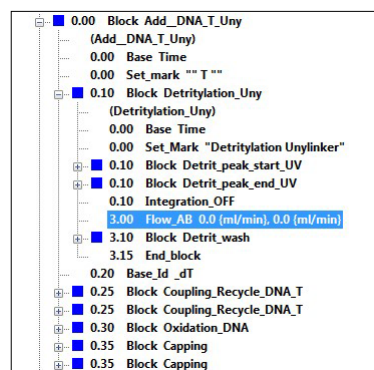 0.00 Block Add__DNA_T_Uny
(Add__DNA_T_Uny)
0.00 Base Time
0.00 Set_mark "" T ""
0.10 Block Detritylation_Uny
(Detritylation_Uny)
0.00 Base Time
0.00 Set_Mark "Detritylation Unylinker"
0.10 Block Detrit_peak_start_UV
0.10 Block Detrit_peak_end_UV
0.10 Integration_OFF
3.00 Flow_AB 0.0 (ml/min), 0.0 (ml/min)
3.10 Block Detrit_wash
3.15 End_block
0.20 Base_Id _dT
0.25 Block Coupling_Recycle_DNA_T
0.25 Block Coupling_Recycle_DNA_T
0.30 Block Oxidation_DNA
0.35 Block Capping
0.35 Block Capping